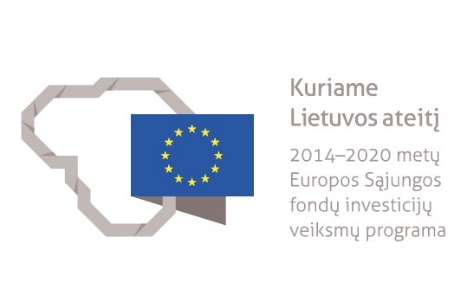 Kuriame
Lietuvos ateitį
2014–2020 metų
Europos Sąjungos
fondų investicijų
veiksmų programa